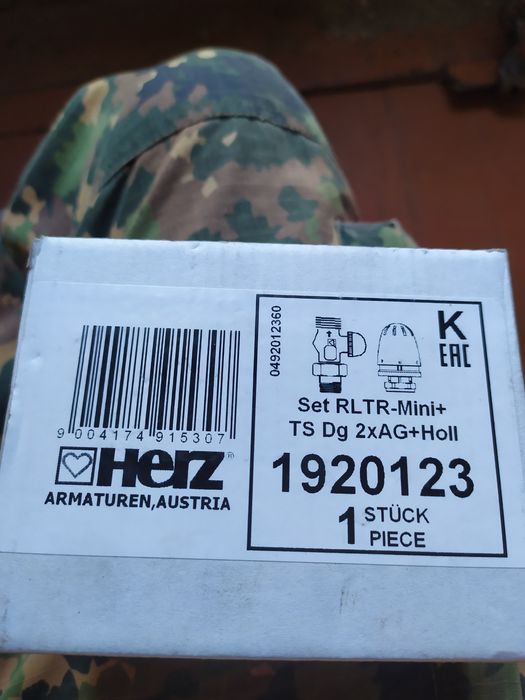 9 004174 915307
Herz®
ARMATUREN,AUSTRIA
0492012360
K
EAC
Set RLTR-Mini+
TS Dg 2xAG+Holl
1920123
1 STÜCK
PIECE